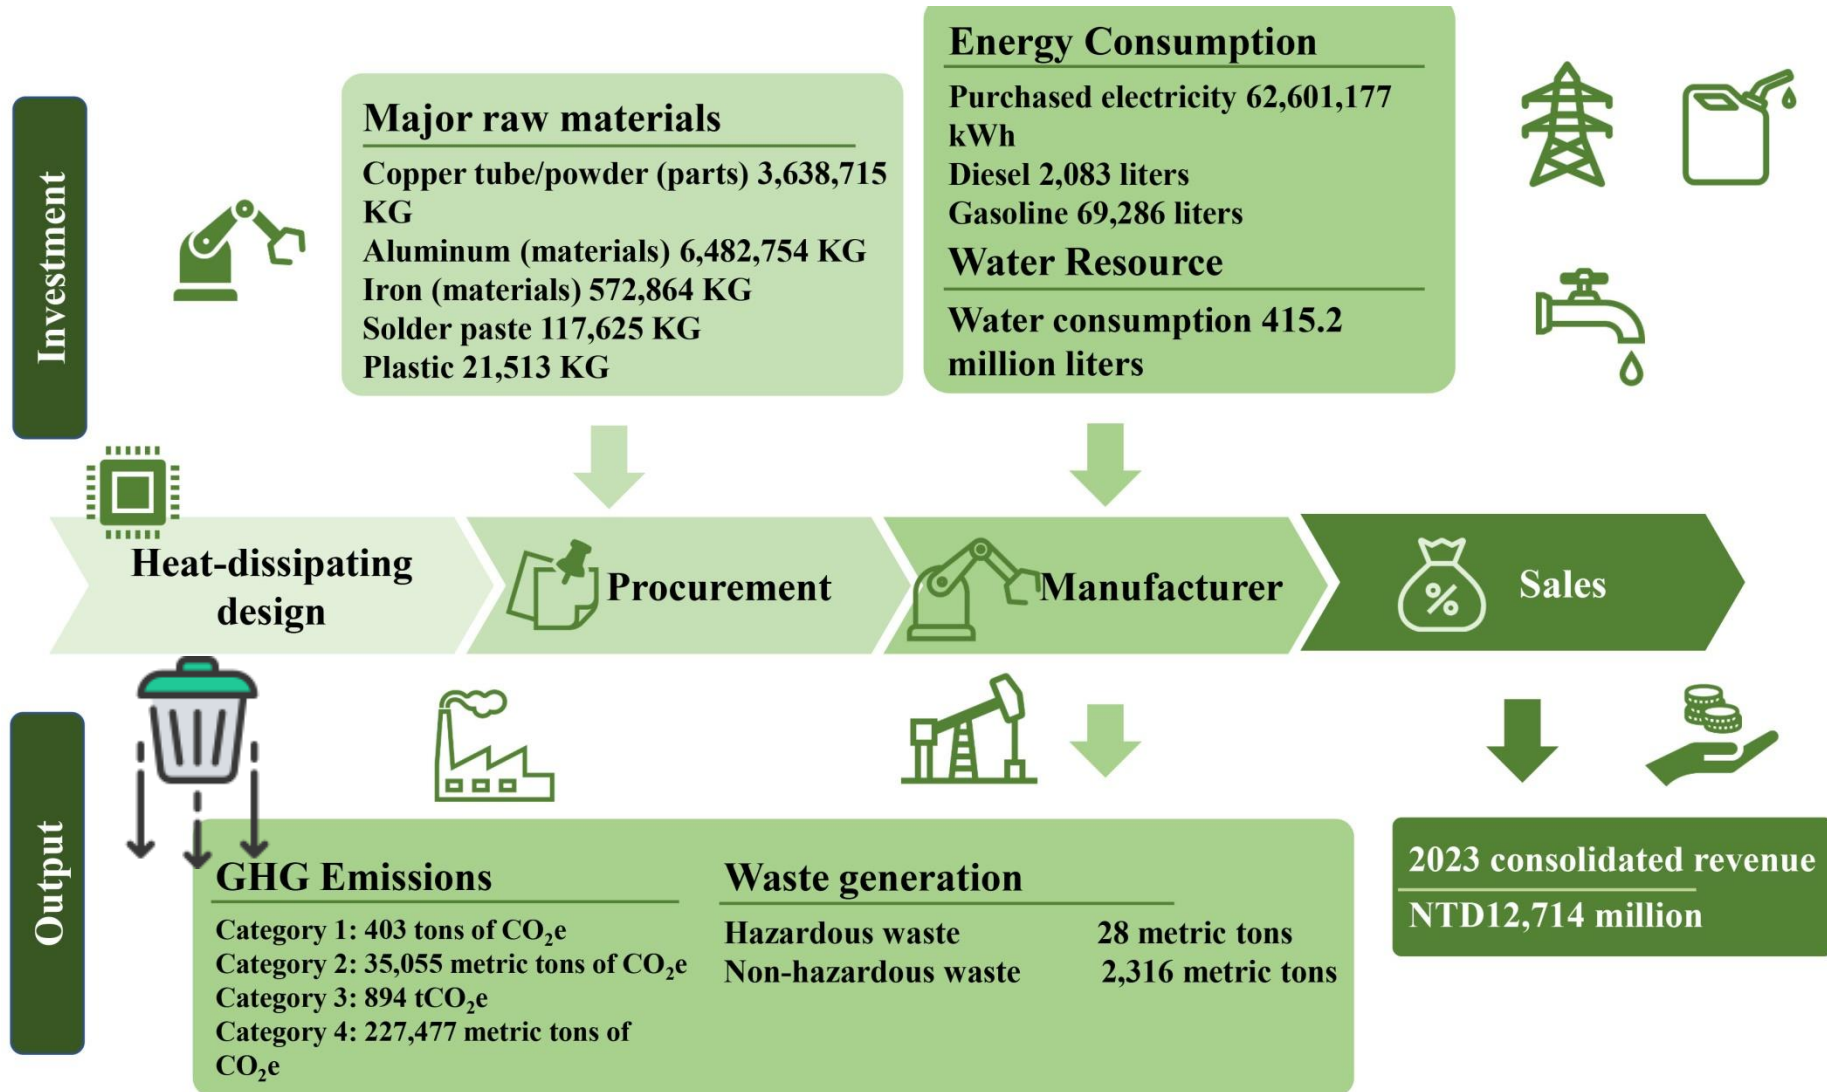 Investment
Major raw materials
Copper tube/powder (parts) 3,638,715
KG
Aluminum (materials) 6,482,754 KG
Iron (materials) 572,864 KG
Solder paste 117,625 KG
Plastic 21,513 KG
Energy Consumption
Purchased electricity 62,601,177
kWh
Diesel 2,083 liters
Gasoline 69,286 liters
Water Resource
Water consumption 415.2
million liters
Heat-dissipating
design
Procurement
Manufacturer
%
Sales
Output
GHG Emissions
Category 1: 403 tons of CO₂e
Category 2: 35,055 metric tons of CO₂e
Category 3: 894 tCO₂e
Category 4: 227,477 metric tons of
CO₂e
Waste generation
Hazardous waste 28 metric tons
Non-hazardous waste 2,316 metric tons
2023 consolidated revenue
NTD12,714 million